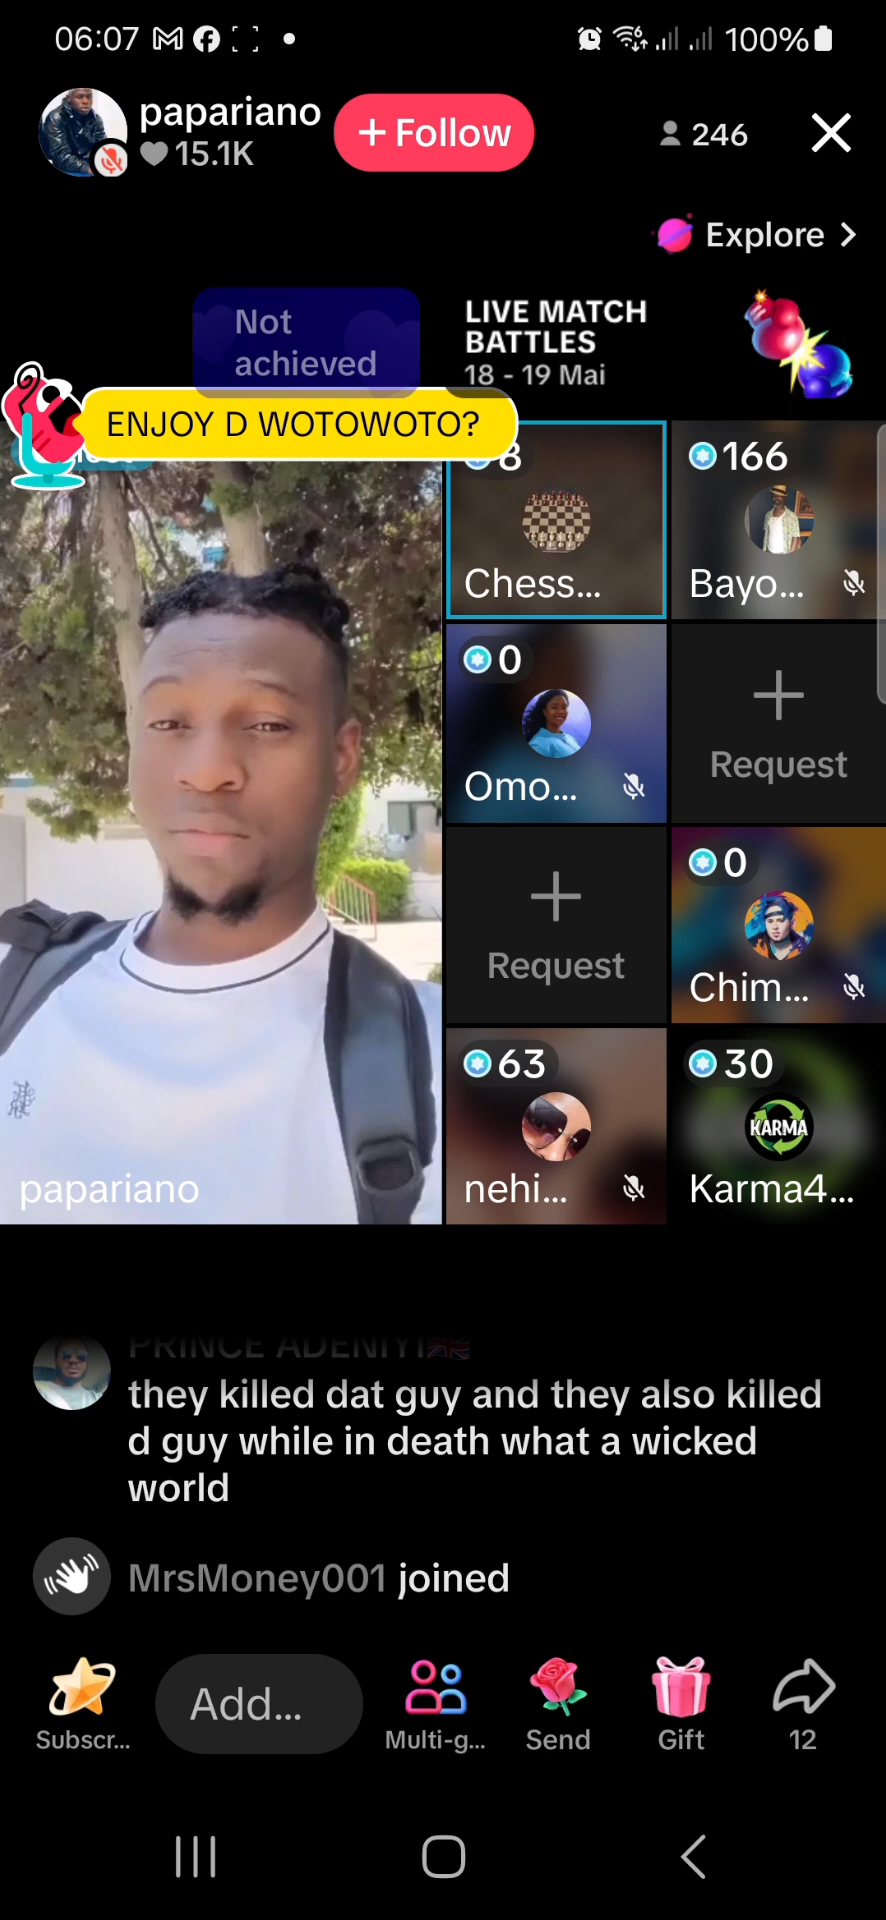 06:07
100%
papariano
15.1K
+ Follow
246
Explore >
Not
achieved
LIVE MATCH
BATTLES
18 - 19 Mai
ENJOY D WOTOWOTO?
8
Chess...
166
Bayo...
0
Omo...
Request
Request
0
Chim...
63
nehi...
30
KARMA
Karma4...
papariano
PRINCE ADENIYI🇬🇧
they killed dat guy and they also killed
d guy while in death what a wicked
world
MrsMoney001 joined
Subscr...
Add...
Multi-g...
Send
Gift
12